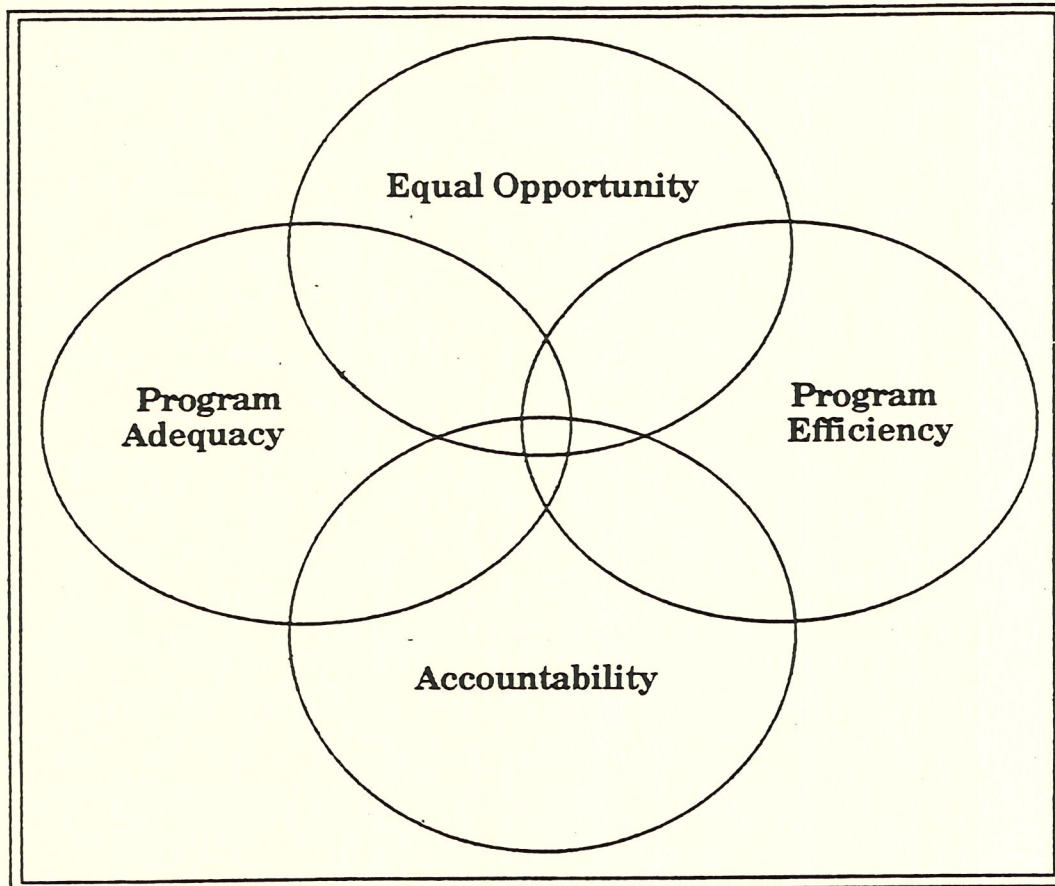 Equal Opportunity
Program
Adequacy
Program
Efficiency
Accountability